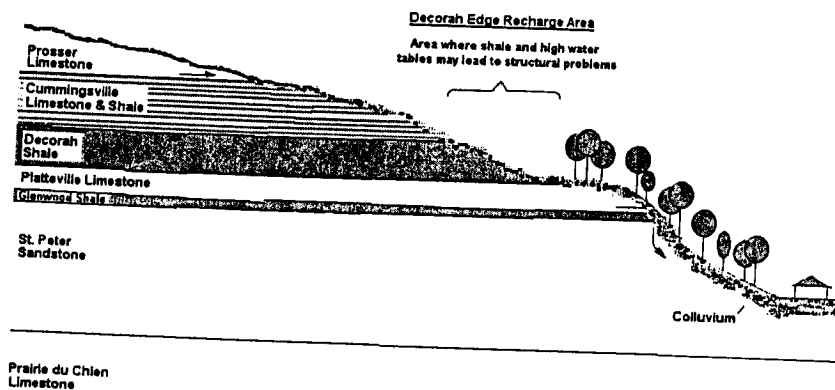 Decorah Edge Recharge Area
Area where shale and high water
tables may lead to structural problems
Prosser
Limestone
Cummingsville
Limestone & Shale
Decorah
Shale
Platteville Limestone
Glenwood Shale
St. Peter
Sandstone
Colluvium
Prairie du Chien
Limestone